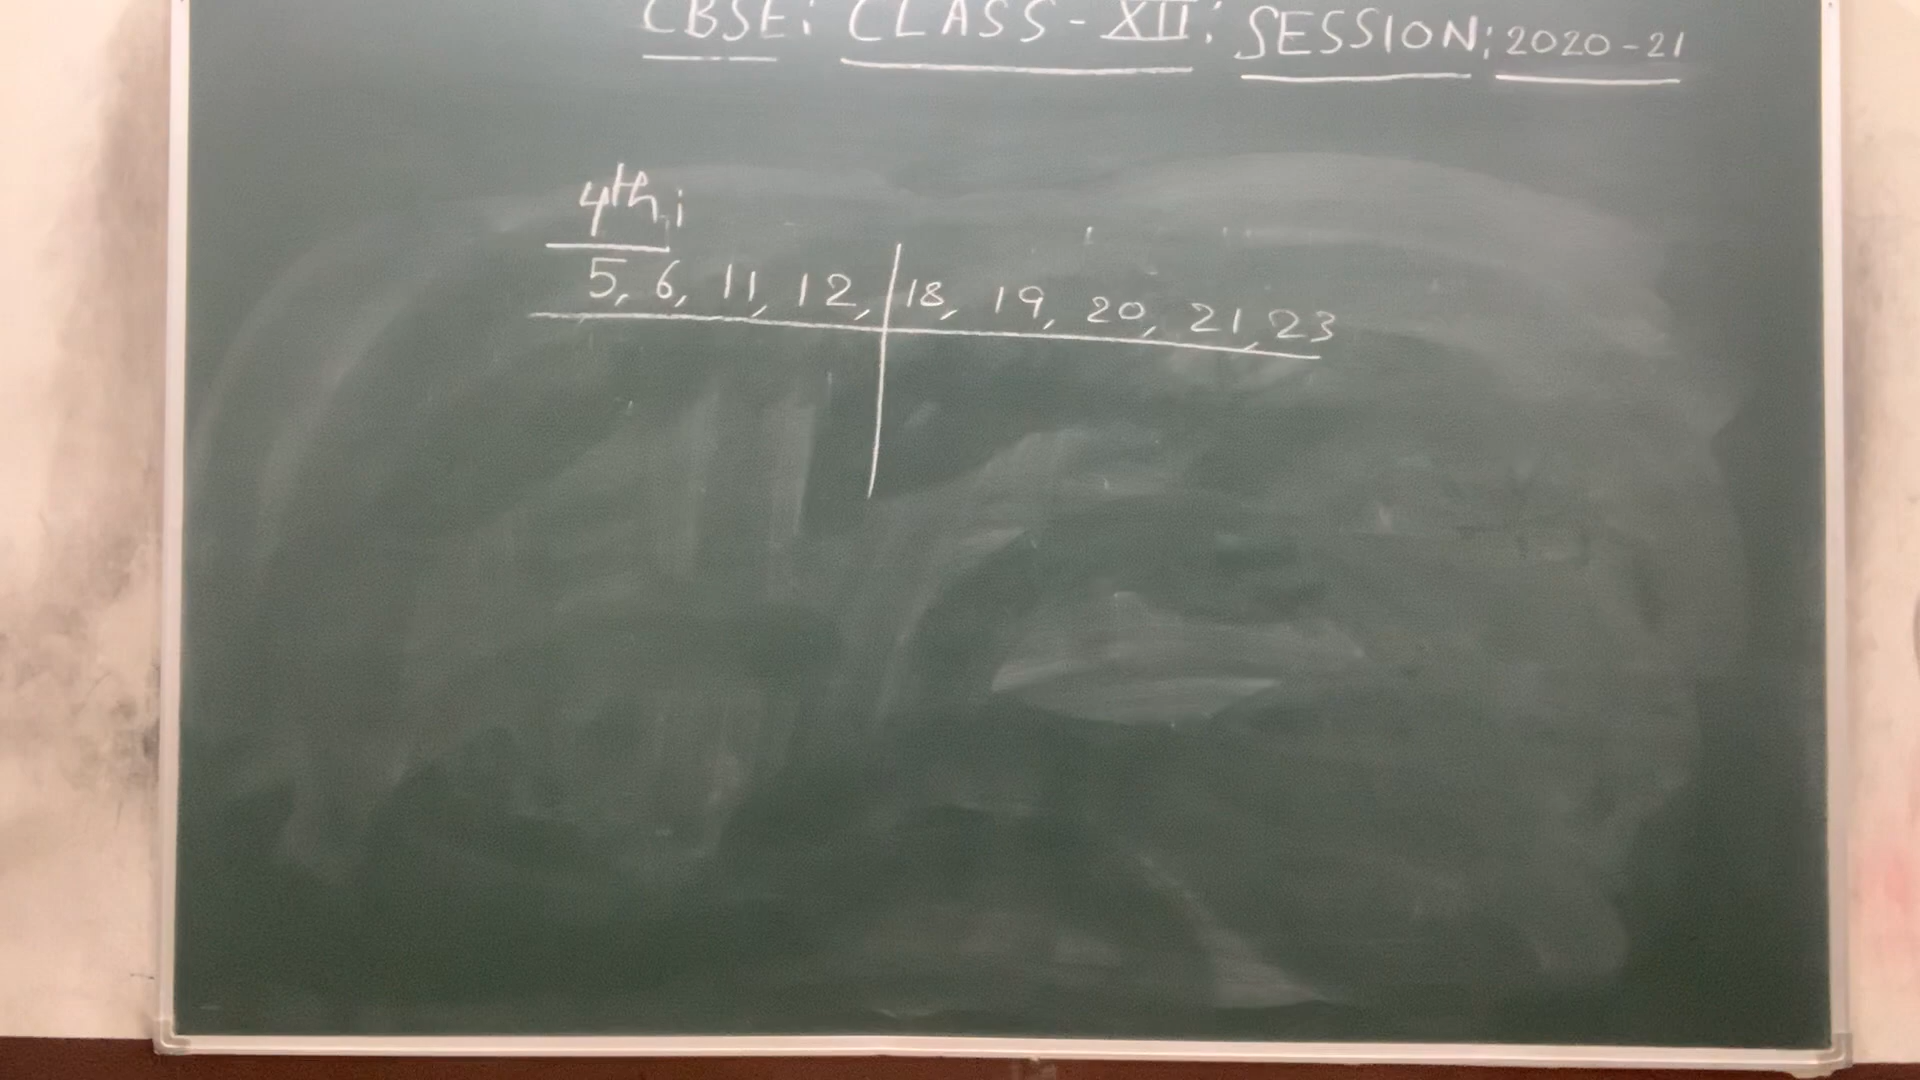 CBSE: CLASS - XII: SESSION: 2020-21
4th:
5, 6, 11, 12, 18, 19, 20, 21, 23